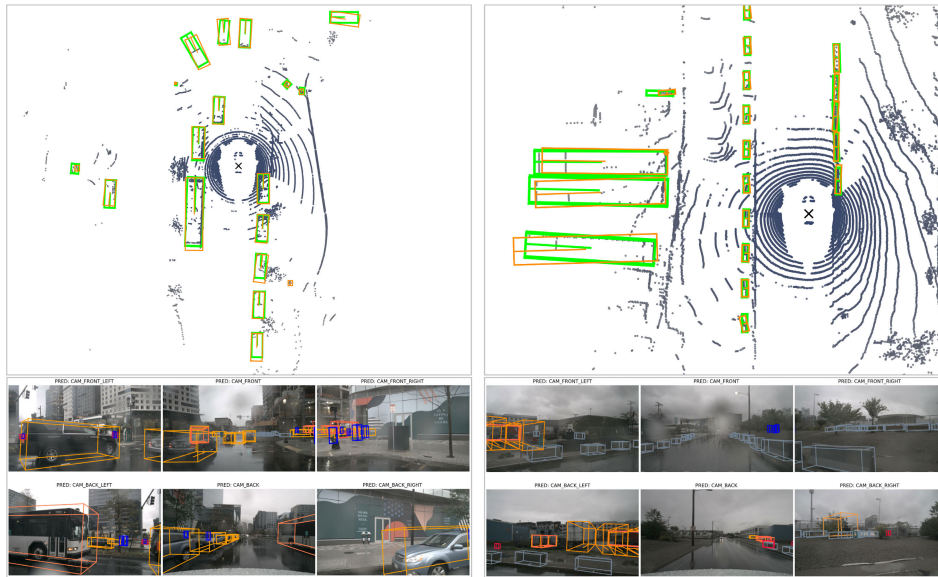 PRED: CAM_FRONT_LEFT
PRED: CAM_FRONT
PRED: CAM_FRONT_RIGHT
PRED: CAM_BACK_LEFT
PRED: CAM_BACK
PRED: CAM_BACK_RIGHT
PRED: CAM_FRONT_LEFT
PRED: CAM_FRONT
PRED: CAM_FRONT_RIGHT
PRED: CAM_BACK_LEFT
PRED: CAM_BACK
PRED: CAM_BACK_RIGHT